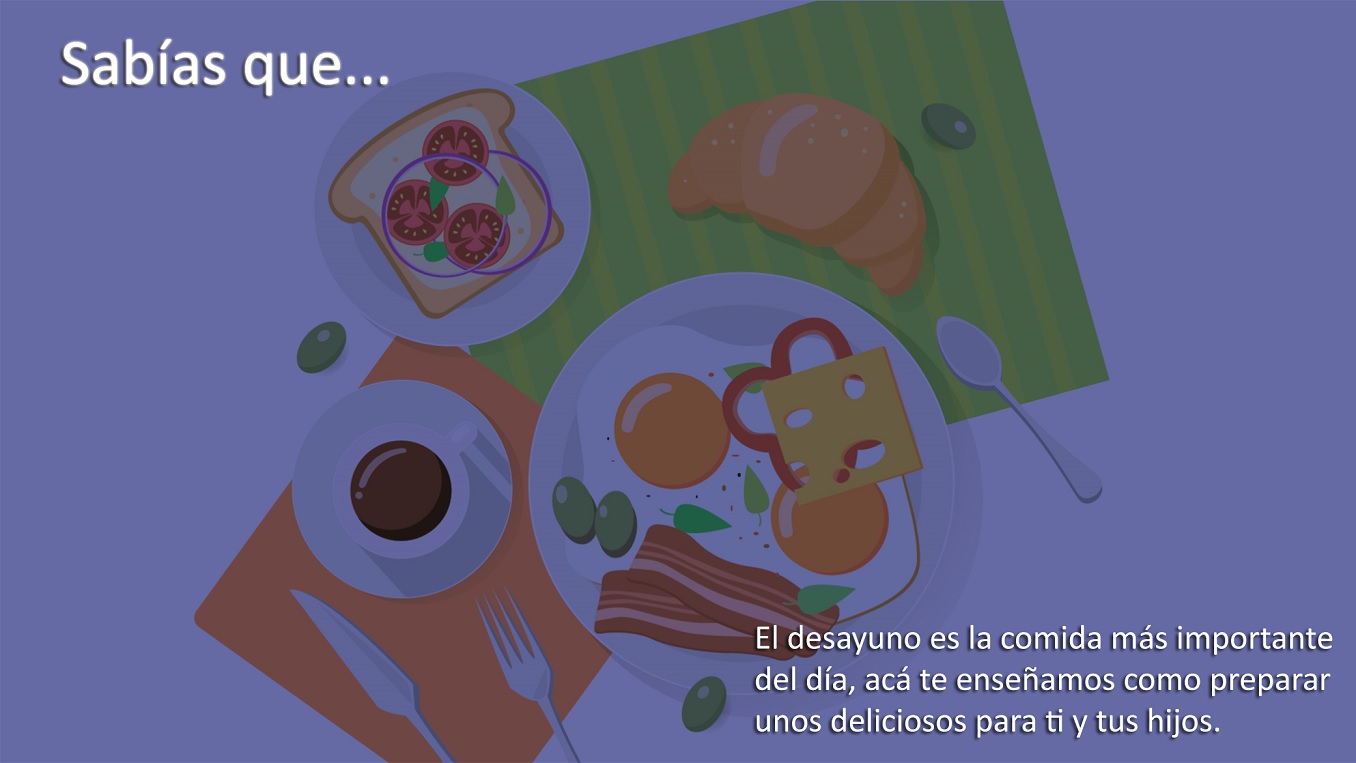 Sabías que...
El desayuno es la comida más importante
del día, acá te enseñamos como preparar
unos deliciosos para ti y tus hijos.